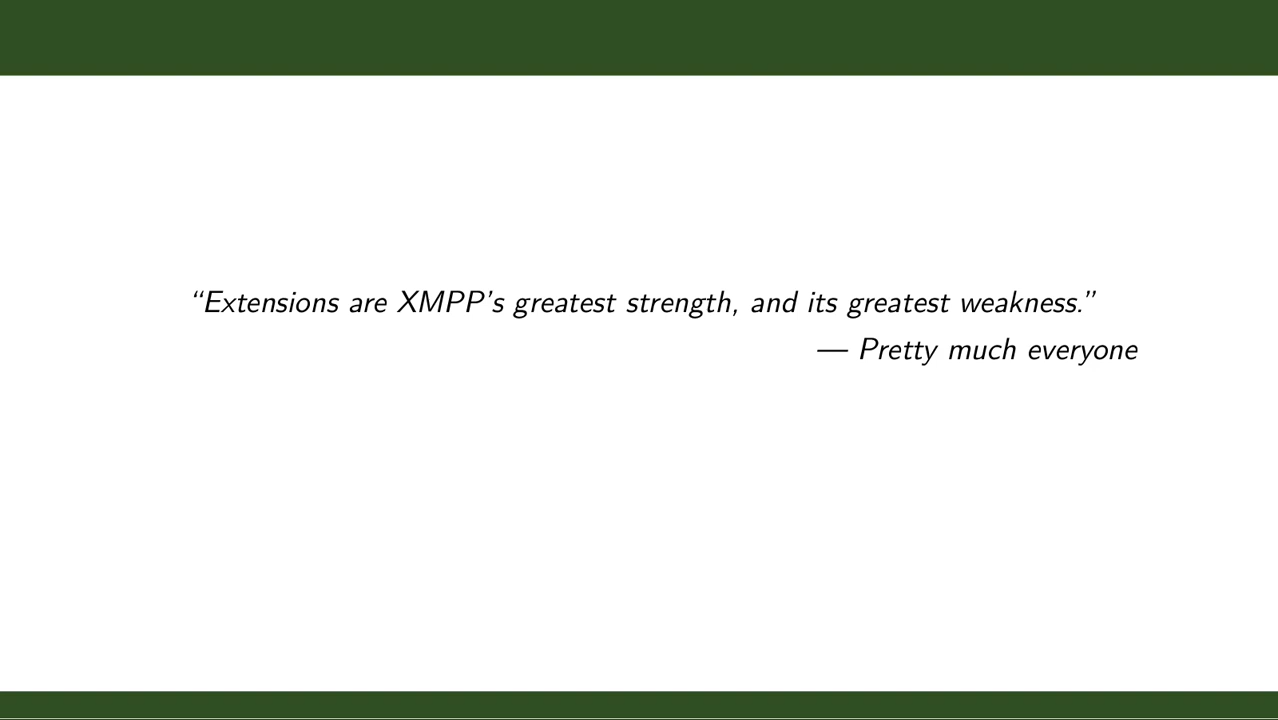 “Extensions are XMPP’s greatest strength, and its greatest weakness.”
— Pretty much everyone